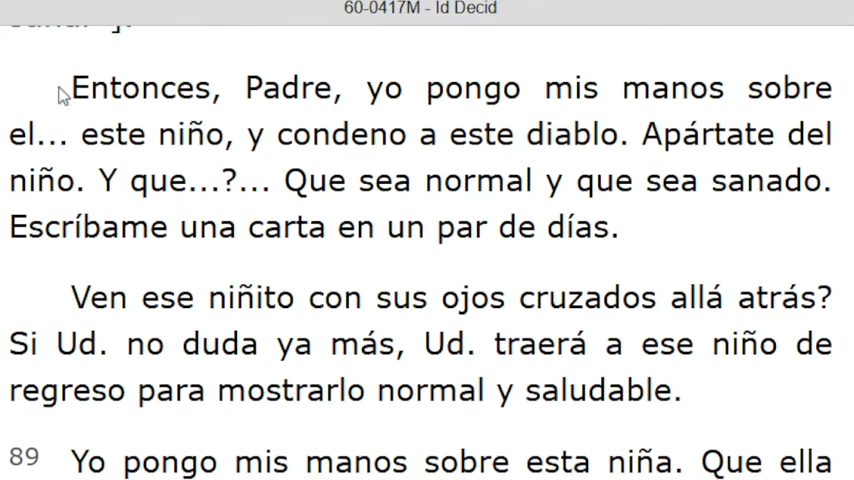 60-0417M - Id Decid
Entonces, Padre, yo pongo mis manos sobre
el... este niño, y condeno a este diablo. Apártate del
niño. Y que...?... Que sea normal y que sea sanado.
Escríbame una carta en un par de días.
Ven ese niñito con sus ojos cruzados allá atrás?
Si Ud. no duda ya más, Ud. traerá a ese niño de
regreso para mostrarlo normal y saludable.
89 Yo pongo mis manos sobre esta niña. Que ella